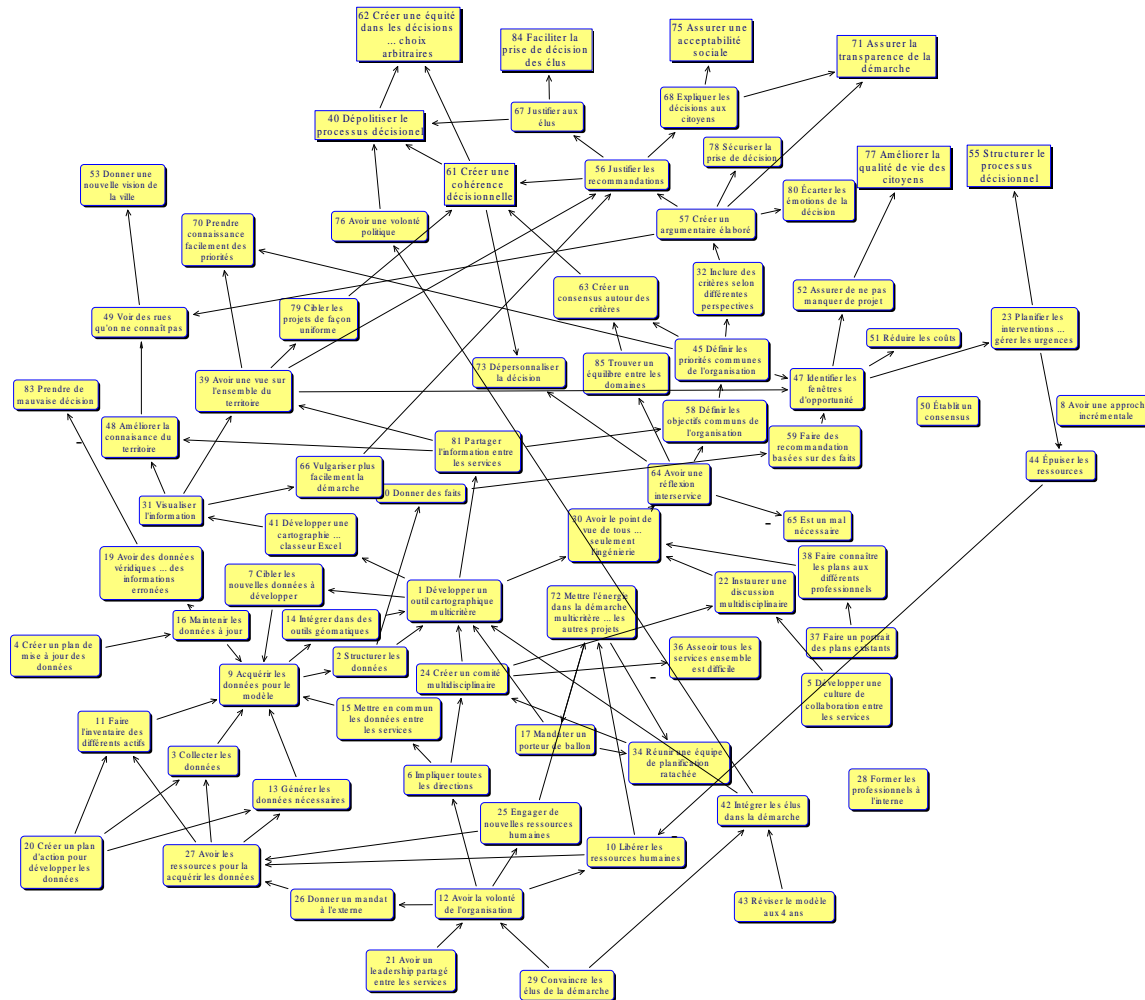 62 Créer une équité
dans les décisions
... choix
arbitraires
84 Faciliter la
prise de décision
des élus
75 Assurer une
acceptabilité
sociale
71 Assurer la
transparence de la
démarche
40 Dépolitiser le
processus décisionel
67 Justifier aux
élus
68 Expliquer les
décisions aux
citoyens
78 Sécuriser la
prise de décision
77 Améliorer la
qualité de vie des
citoyens
55 Structurer le
processus
décisionnel
53 Donner une
nouvelle vision de
la ville
61 Créer une
cohérence
décisionnelle
56 Justifier les
recommandations
80 Écarter les
émotions de la
décision
70 Prendre
connaissance
facilement des
priorités
76 Avoir une volonté
politique
57 Créer un
argumentaire élaboré
32 Inclure des
critères selon
différentes
perspectives
63 Créer un
consensus autour des
critères
52 Assurer de ne pas
manquer de projet
49 Voir des rues
qu'on ne connaît pas
79 Cibler les
projets de façon
uniforme
23 Planifier les
interventions ...
gérer les urgences
51 Réduire les coûts
73 Dépersonnaliser
la décision
85 Trouver un
équilibre entre les
domaines
45 Définir les
priorités communes
de l'organisation
47 Identifier les
fenêtres
d'opportunité
83 Prendre de
mauvaise décision
39 Avoir une vue sur
l'ensemble du
territoire
50 Établit un
consensus
8 Avoir une approch
incrémentale
-
48 Améliorer la
connaisance du
territoire
81 Partager
l'information entre
les services
58 Définir les
objectifs communs de
l'organisation
59 Faire des
recommandation
basées sur des faits
44 Épuiser les
ressources
66 Vulgariser plus
facilement la
démarche
0 Donner des faits
64 Avoir une
réflexion
interservice
31 Visualiser
l'information
41 Développer une
cartographie ...
classeur Excel
30 Avoir le point de
vue de tous ...
seulement
l'ingénierie
-
65 Est un mal
nécessaire
19 Avoir des données
véridiques ... des
informations
erronées
7 Cibler les
nouvelles données à
développer
1 Développer un
outil cartographique
multicritère
72 Mettre l'énergie
dans la démarche
multicritère ... les
autres projets
22 Instaurer une
discussion
multidisciplinaire
38 Faire connaître
les plans aux
différents
professionnels
16 Maintenir les
données à jour
14 Intégrer dans des
outils géomatiques
37 Faire un portrait
des plans existants
4 Créer un plan de
mise à jour des
données
2 Structurer les
données
36 Asseoir tous les
services ensemble
est difficile
-
9 Acquérir les
données pour le
modèle
24 Créer un comité
multidisciplinaire
5 Développer une
culture de
collaboration entre
les services
11 Faire
l'inventaire des
différents actifs
15 Mettre en commun
les données entre
les services
17 Mandater un
porteur de ballon
34 Réunir une équipe
de planification
ratachée
3 Collecter les
données
6 Impliquer toutes
les directions
28 Former les
professionnels à
l'interne
13 Générer les
données nécessaires
25 Engager de
nouvelles ressources
humaines
42 Intégrer les élus
dans la démarche
-
20 Créer un plan
d'action pour
développer les
données
27 Avoir les
ressources pour la
acquérir les données
10 Libérer les
ressources humaines
26 Donner un mandat
à l'externe
12 Avoir la volonté
de l'organisation
43 Réviser le modèle
aux 4 ans
21 Avoir un
leadership partagé
entre les services
29 Convaincre les
élus de la démarche